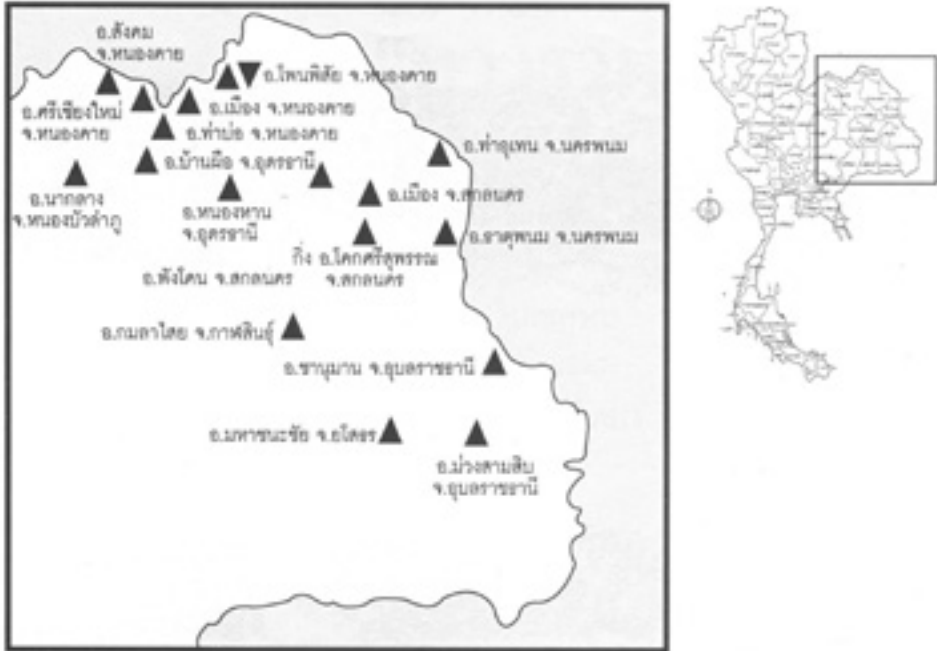 อ.สังคม
จ.หนองคาย
อ.โพนพิสัย จ.หนองคาย
อ.ศรีเชียงใหม่
จ.หนองคาย
อ.เมือง จ.หนองคาย
อ.ท่าบ่อ จ.หนองคาย
อ.ท่าอุเทน จ.นครพนม
อ.บ้านผือ จ.อุดรธานี
อ.เมือง จ.สกลนคร
อ.นากลาง
จ.หนองบัวลำภู
อ.หนองหาน
จ.อุดรธานี
อ.ธาตุพนม จ.นครพนม
กิ่ง อ.โคกศรีสุพรรณ
จ.สกลนคร
อ.พังโคน จ.สกลนคร
อ.กมลาไสย จ.กาฬสินธุ์
อ.ชานุมาน จ.อุบลราชธานี
อ.มหาชนะชัย จ.ยโสธร
อ.ม่วงสามสิบ
จ.อุบลราชธานี